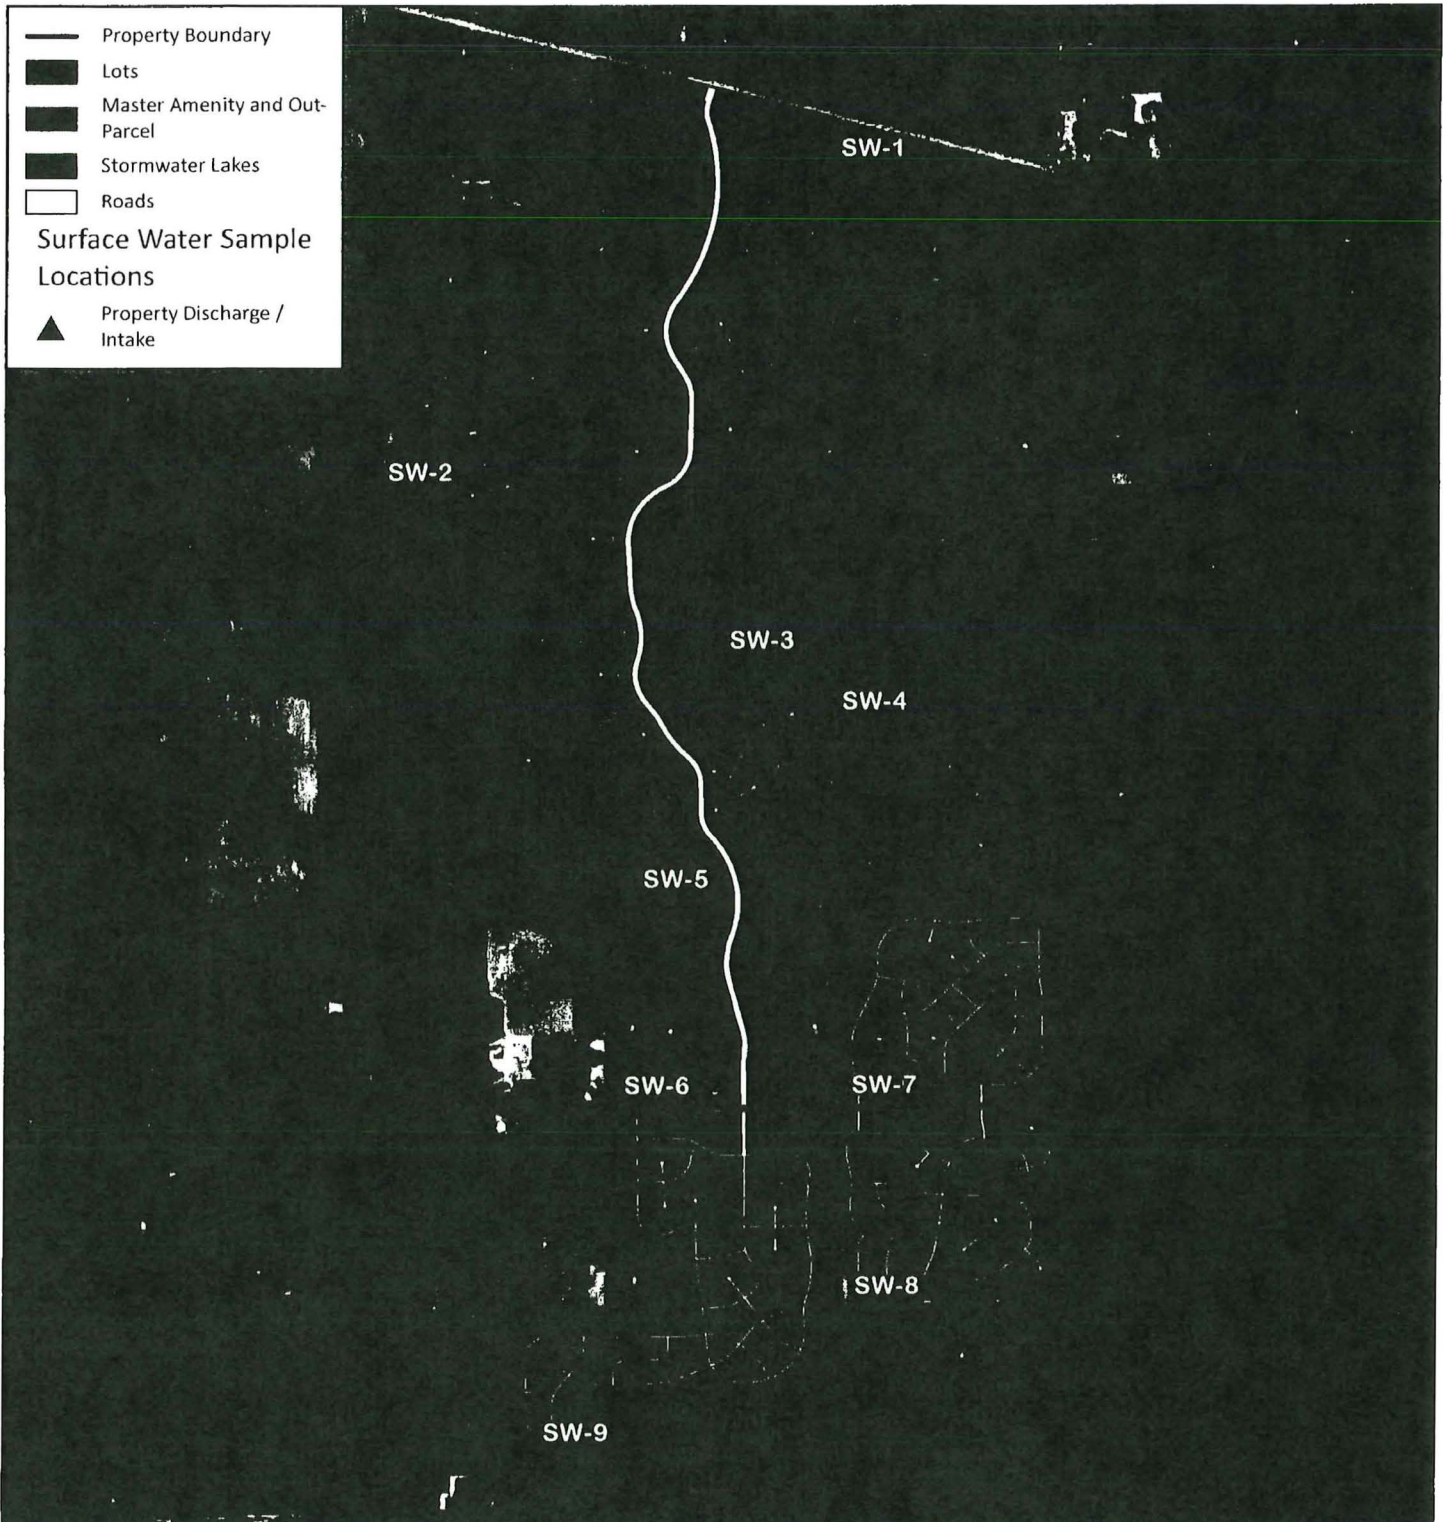 Property Boundary
Lots
Master Amenity and Out-
Parcel
Stormwater Lakes
Roads
Surface Water Sample
Locations
Property Discharge /
Intake
SW-1
SW-2
SW-3
SW-4
SW-5
SW-6
SW-7
SW-8
SW-9